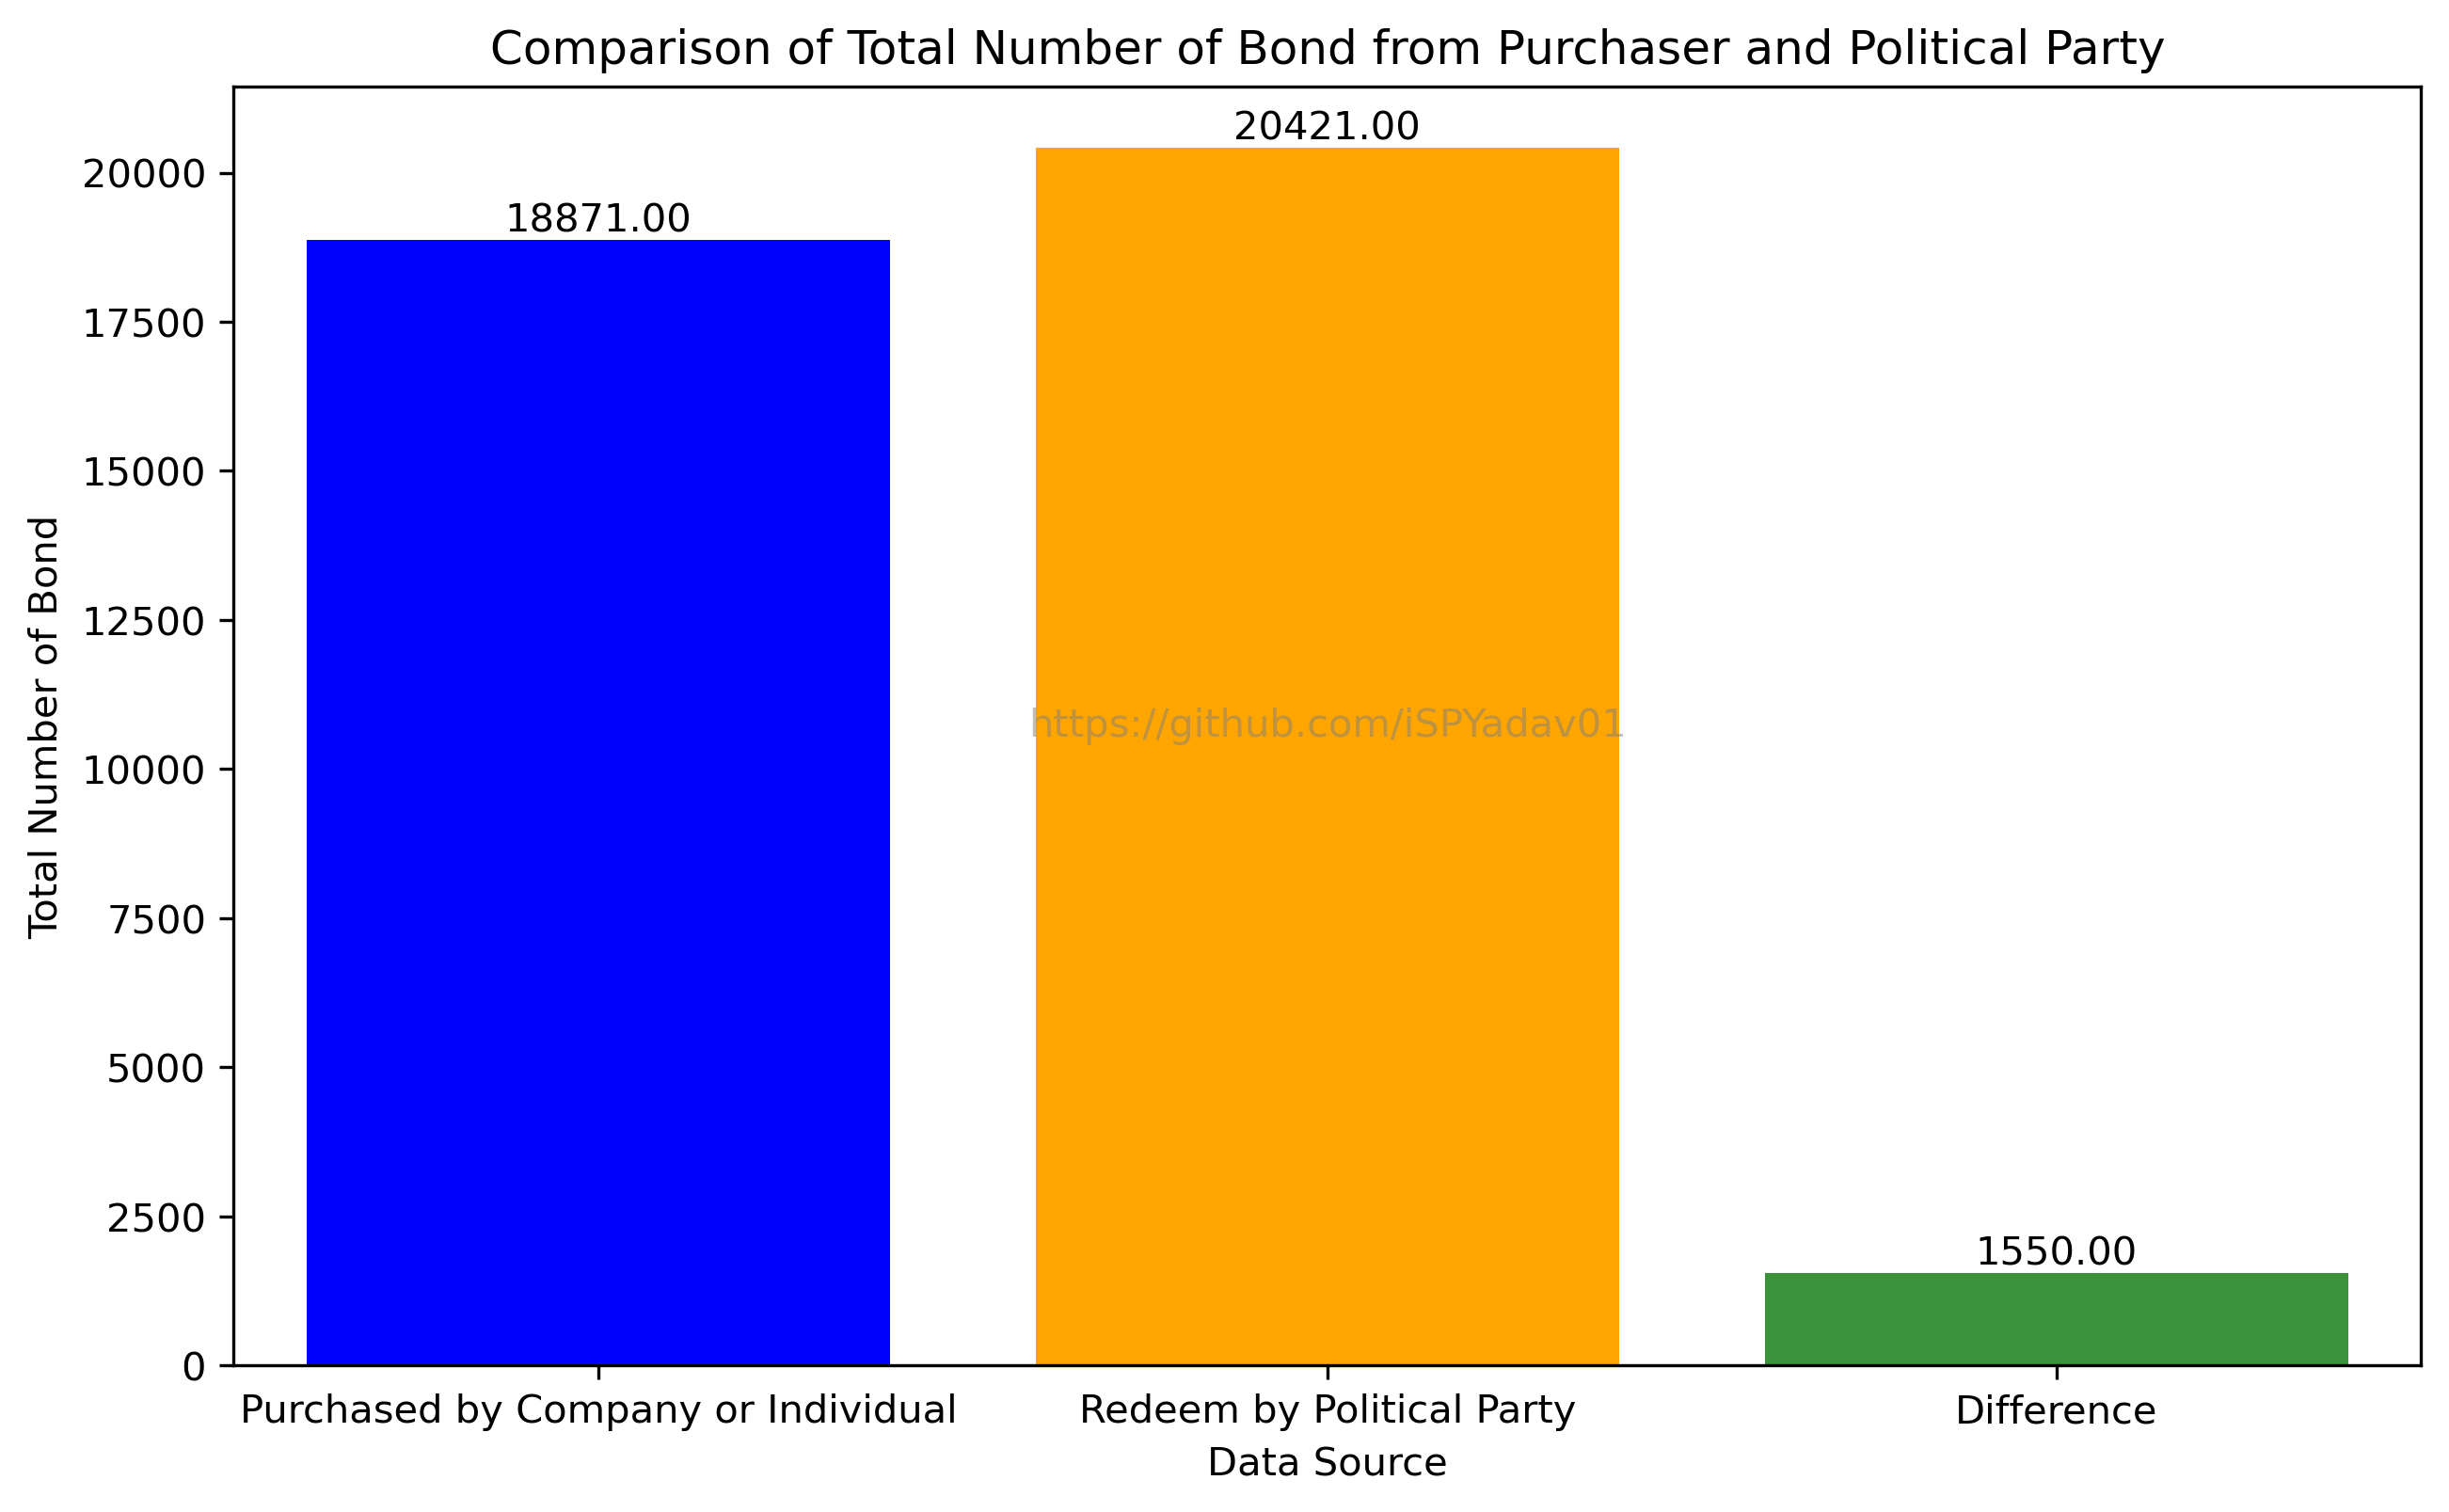 Comparison of Total Number of Bond from Purchaser and Political Party
Total Number of Bond
20000
17500
15000
12500
10000
7500
5000
2500
0
18871.00
20421.00
1550.00
https://github.com/iSPYadav01
Purchased by Company or Individual
Redeem by Political Party
Difference
Data Source